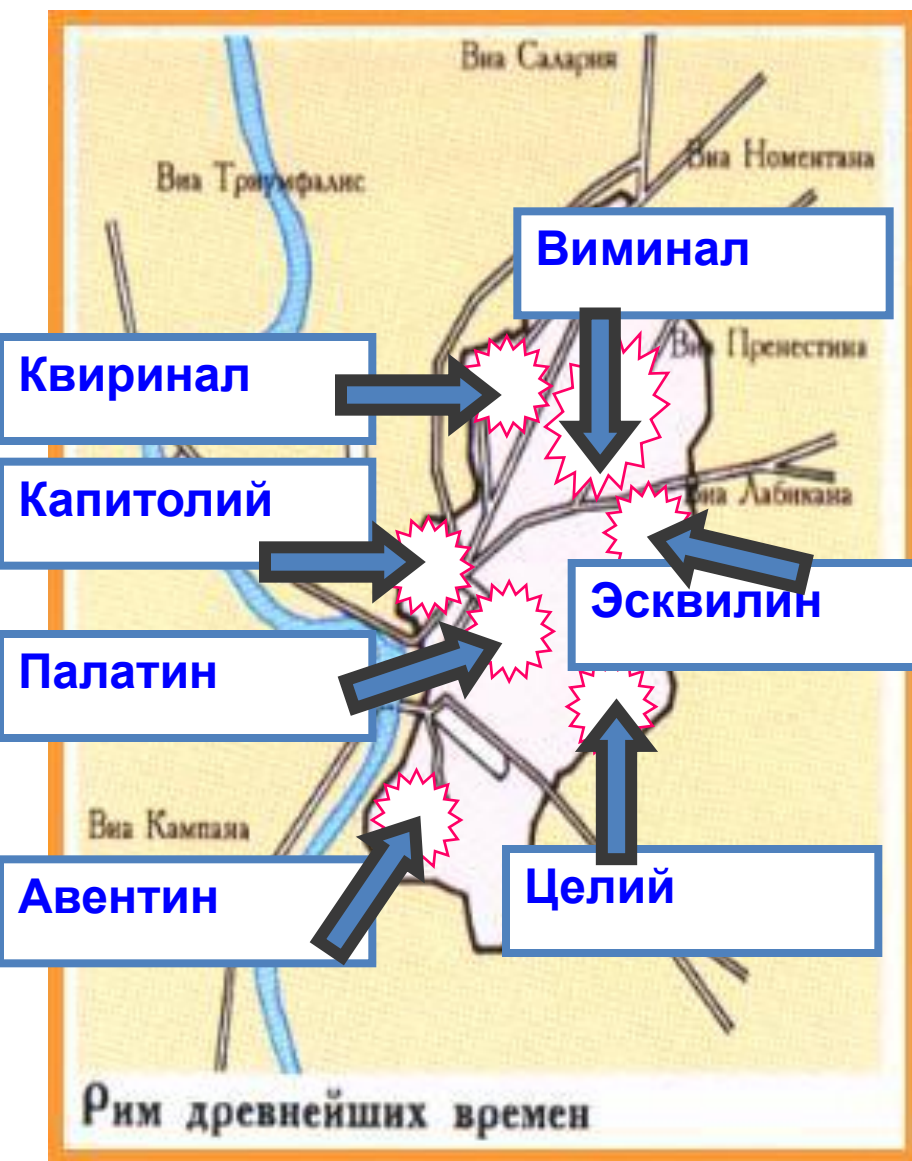 Виа Салария
Виа Номентана
Виа Триумфалис
Виминал
Виа Пренестина
Квиринал
Капитолий
Виа Лабикана
Эсквилин
Палатин
Виа Кампана
Авентин
Целий
Рим древнейших времен